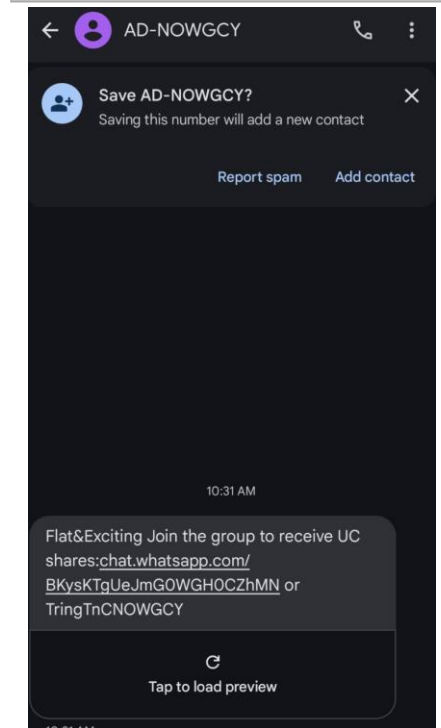 AD-NOWGCY
Save AD-NOWGCY?
Saving this number will add a new contact
Report spam
Add contact
10:31 AM
Flat&Exciting Join the group to receive UC
shares:chat.whatsapp.com/
BKysKTgUeJmG0WGH0CZhMN or
TringTnCNOWGCY
Tap to load preview